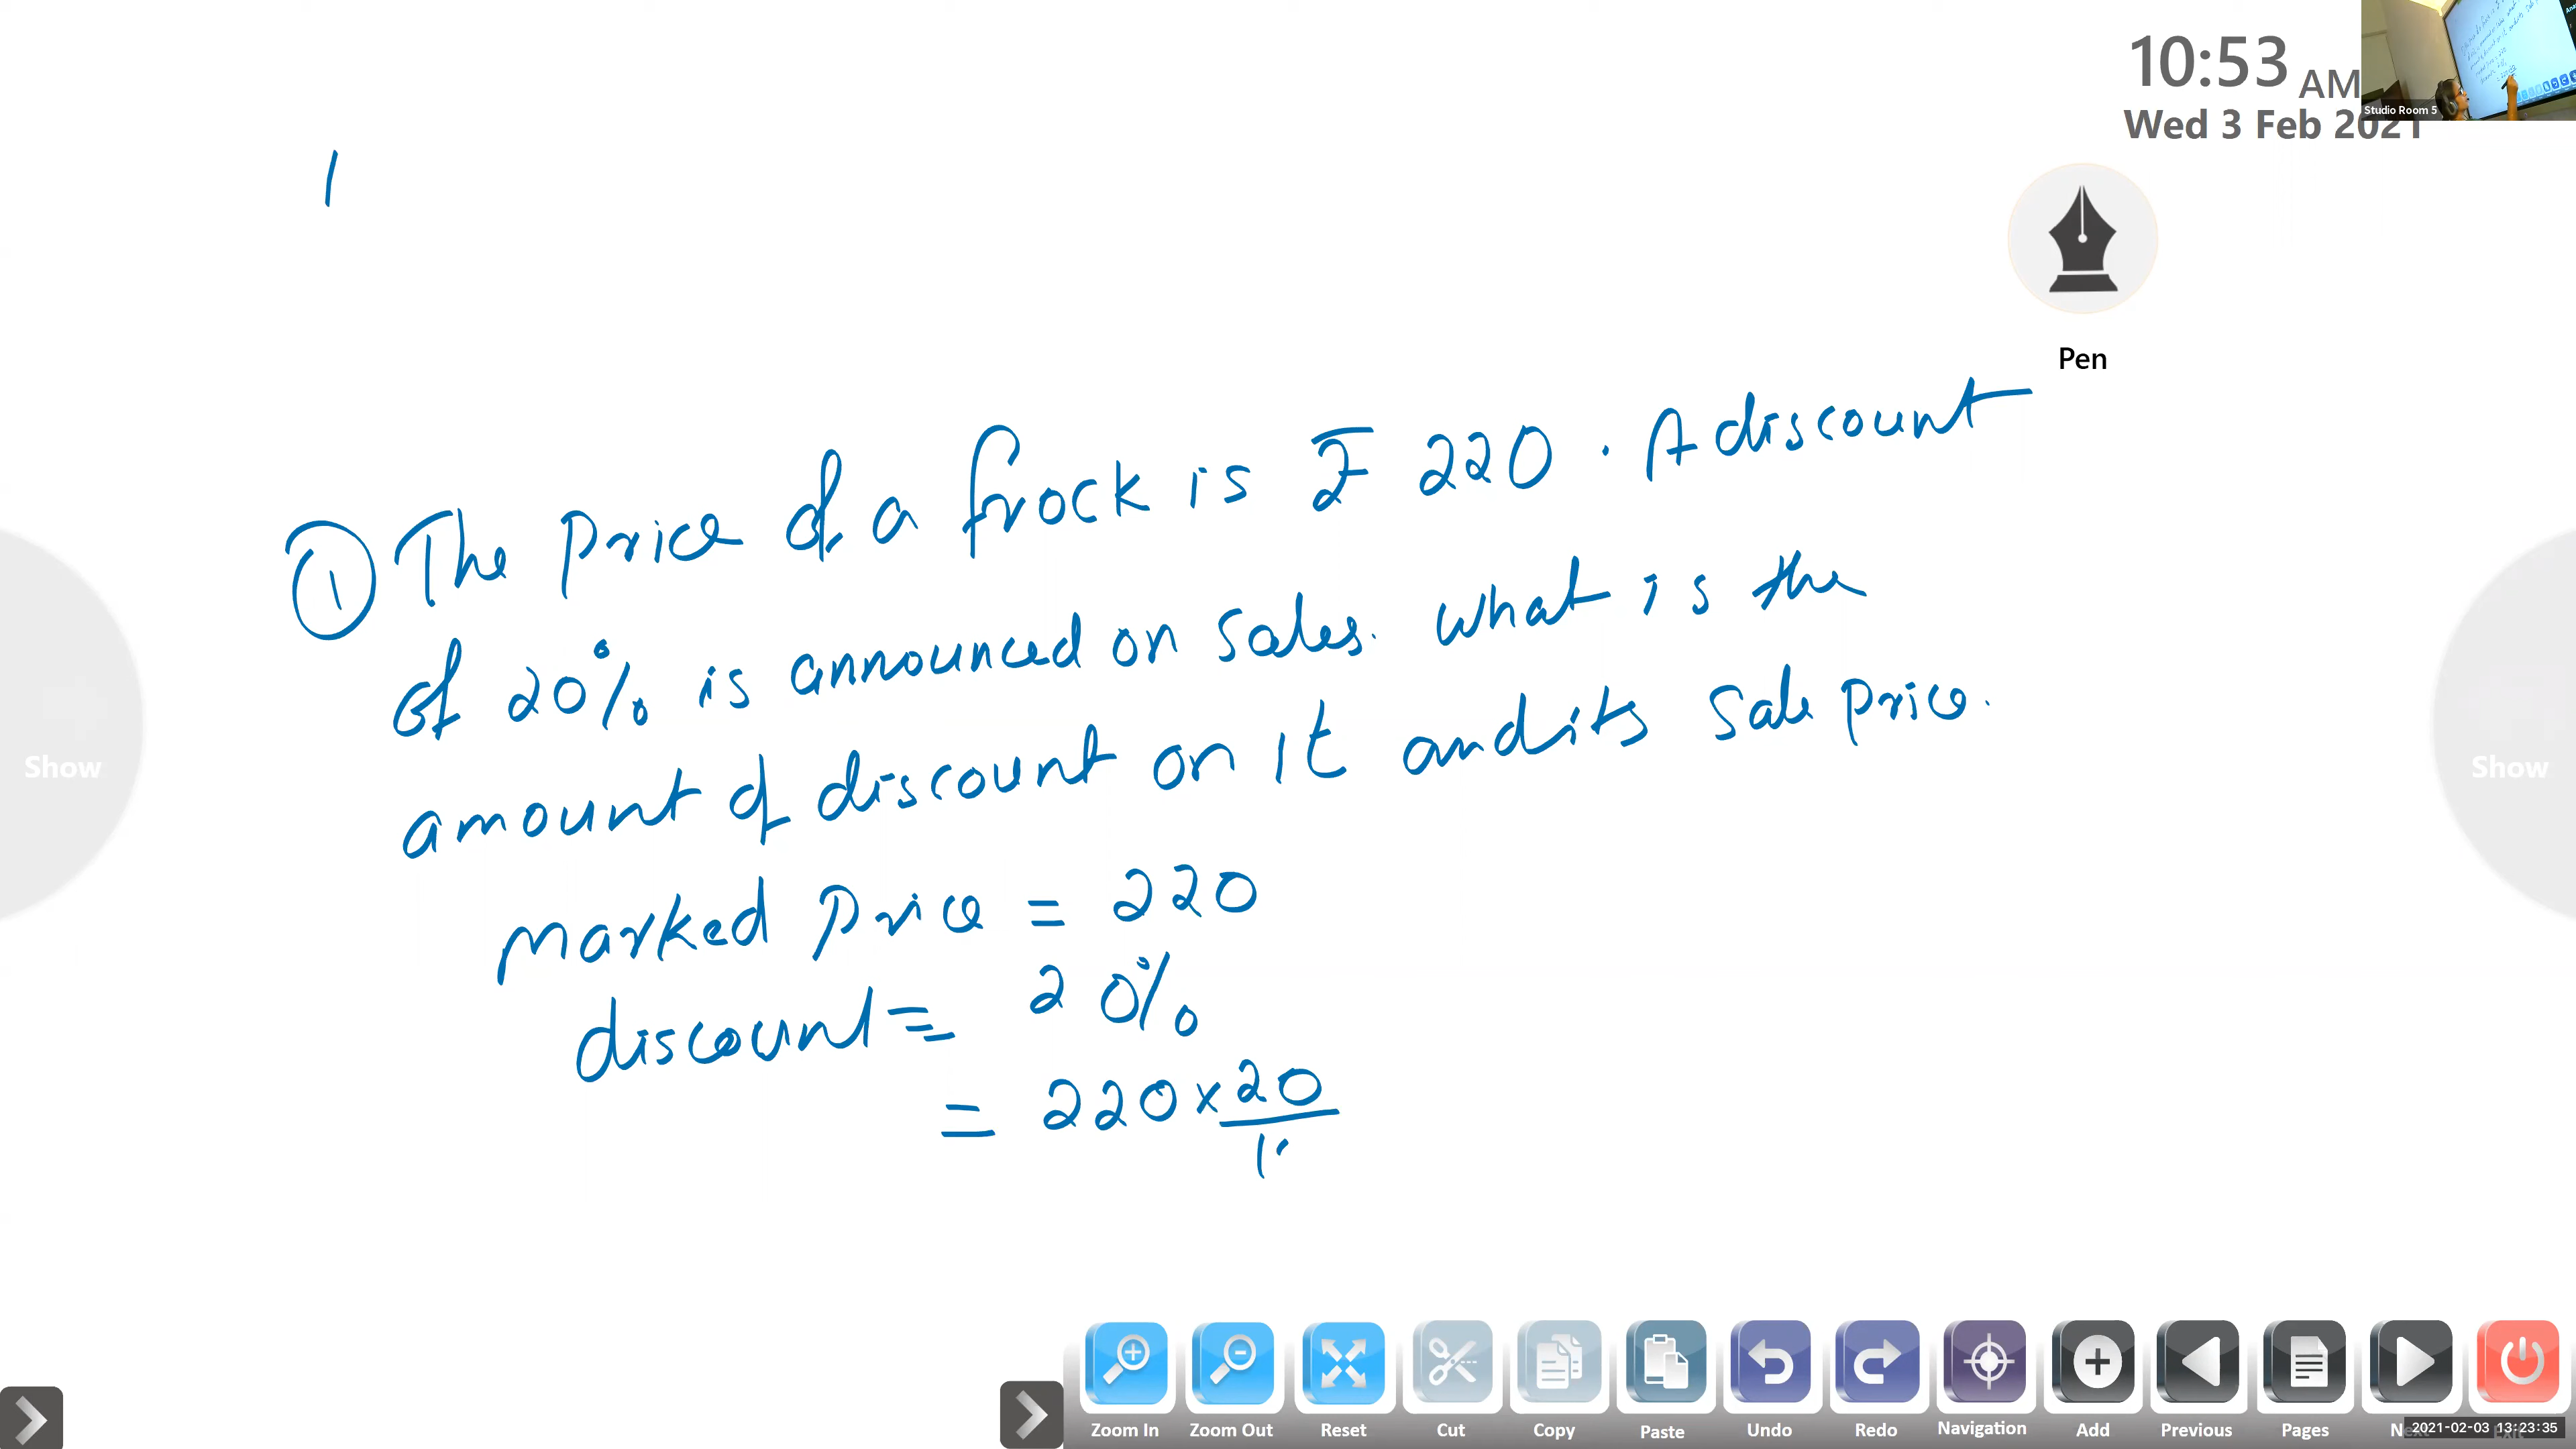 10:53 AM
Wed 3 Feb 2021
Studio Room 5
Pen
1
① The price of a frock is ₹ 220. A discount
of 20% is announced on sales. What is the
amount of discount on it and its Sale price.
marked price = 220
discount = 20%
= 220 × 20
Show
Show
Zoom In Zoom Out Reset Cut Copy Paste Undo Redo Navigation Add Previous Pages
2021-02-03 13:23:35